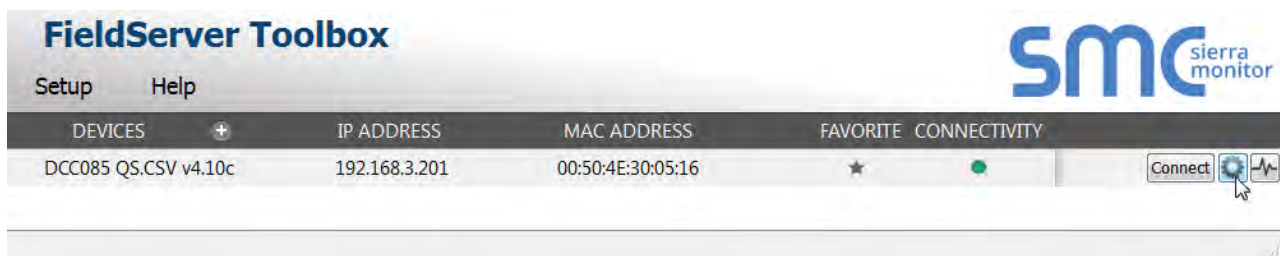 FieldServer Toolbox
smc sierra monitor
Setup Help
DEVICES IP ADDRESS MAC ADDRESS FAVORITE CONNECTIVITY
DCC085 QS.CSV v4.10c 192.168.3.201 00:50:4E:30:05:16 Connect